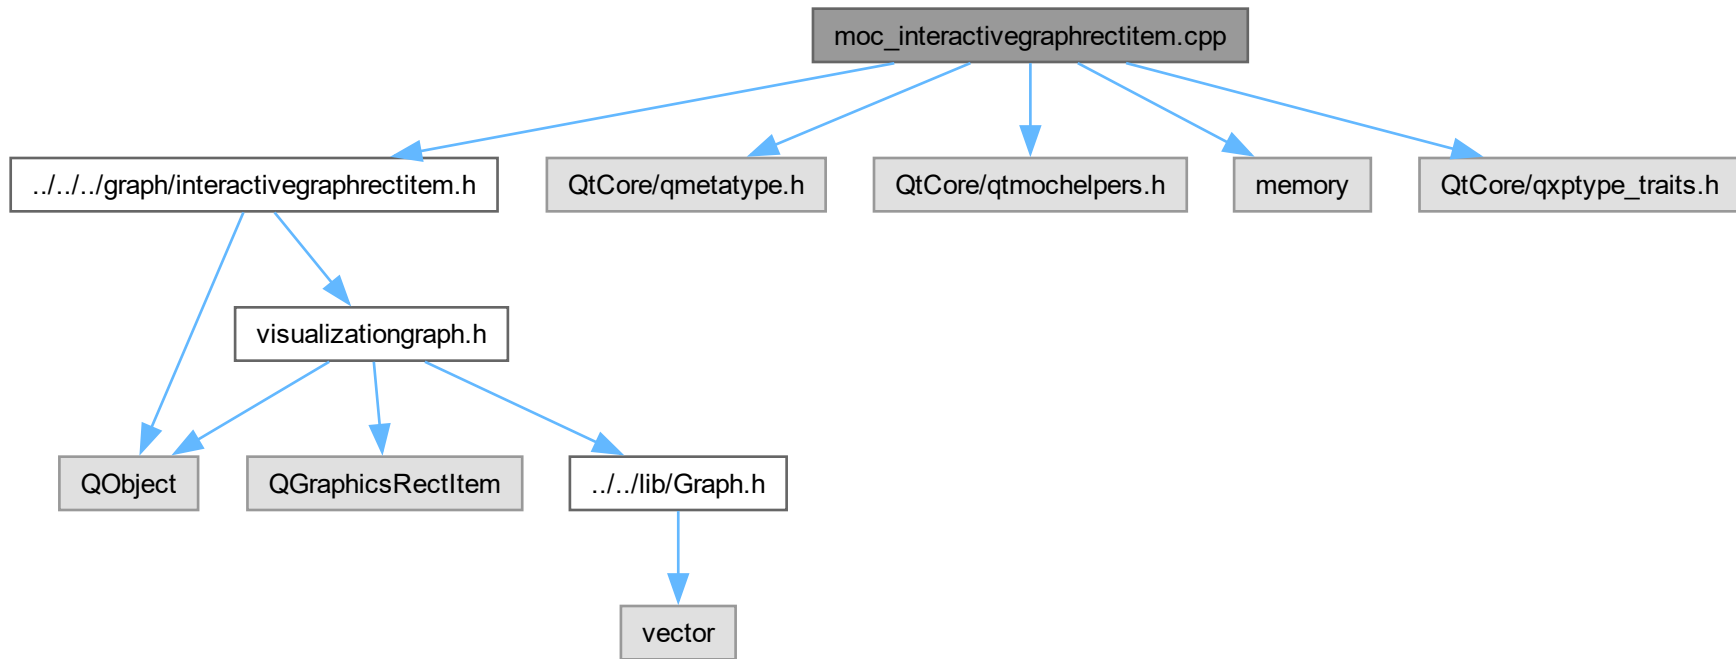 moc_interactivegraphrectitem.cpp
../../../graph/interactivegraphrectitem.h
QtCore/qmetatype.h
QtCore/qtmochelpers.h
memory
QtCore/qxptype_traits.h
visualizationgraph.h
QObject
QGraphicsRectItem
../../lib/Graph.h
vector